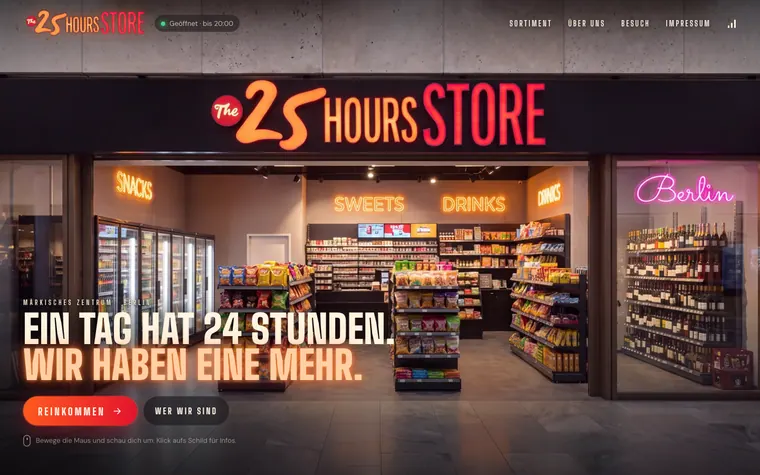 The 25 HOURS STORE
Geöffnet · bis 20:00
SORTIMENT
ÜBER UNS
BESUCH
IMPRESSUM
The 25 HOURS STORE
SNACKS
SWEETS
DRINKS
DRINKS
Berlin
MÄRKISCHES ZENTRUM · BERLIN
EIN TAG HAT 24 STUNDEN.
WIR HABEN EINE MEHR.
REINKOMMEN →
WER WIR SIND
Bewege die Maus und schau dich um. Klick aufs Schild für Infos.